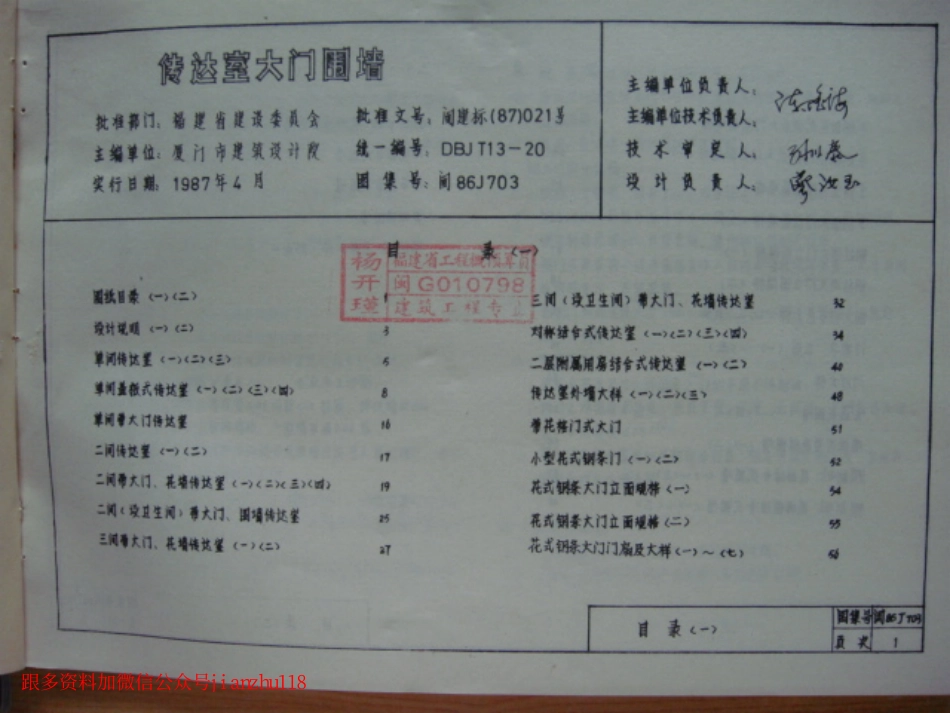 传达室大门围墙
批准部门：福建省建设委员会
主编单位：厦门市建筑设计院
实行日期：1987年4月
批准文号：闽建标(87)021号
统一编号：DBJT13-20
图集号：闽86J703
主编单位负责人：
主编单位技术负责人：
技术审定人：
设计负责人：
目录(一)
杨开瑛
福建省工程概预算员
闽G010798
建筑工程专业
图纸目录(一)(二) 1
设计说明(一)(二) 3
单间传达室(一)(二)(三) 5
单间盖板式传达室(一)(二)(三)(四) 8
单间带大门传达室 16
二间传达室(一)(二) 17
二间带大门、花墙传达室(一)(二)(三)(四) 19
二间(设卫生间)带大门、围墙传达室 25
三间带大门、花墙传达室(一)(二) 27
三间(设卫生间)带大门、花墙传达室 32
对称结合式传达室(一)(二)(三)(四) 34
二层附属用房结合式传达室(一)(二) 40
传达室外墙大样(一)(二)(三) 48
带花格门式大门 51
小型花式钢条门(一)(二) 52
花式钢条大门立面规格(一) 54
花式钢条大门立面规格(二) 55
花式钢条大门门扇及大样(一)～(七) 56
目录(一)
图集号 闽86J703
页次 1
跟多资料加微信公众号jianzhu118